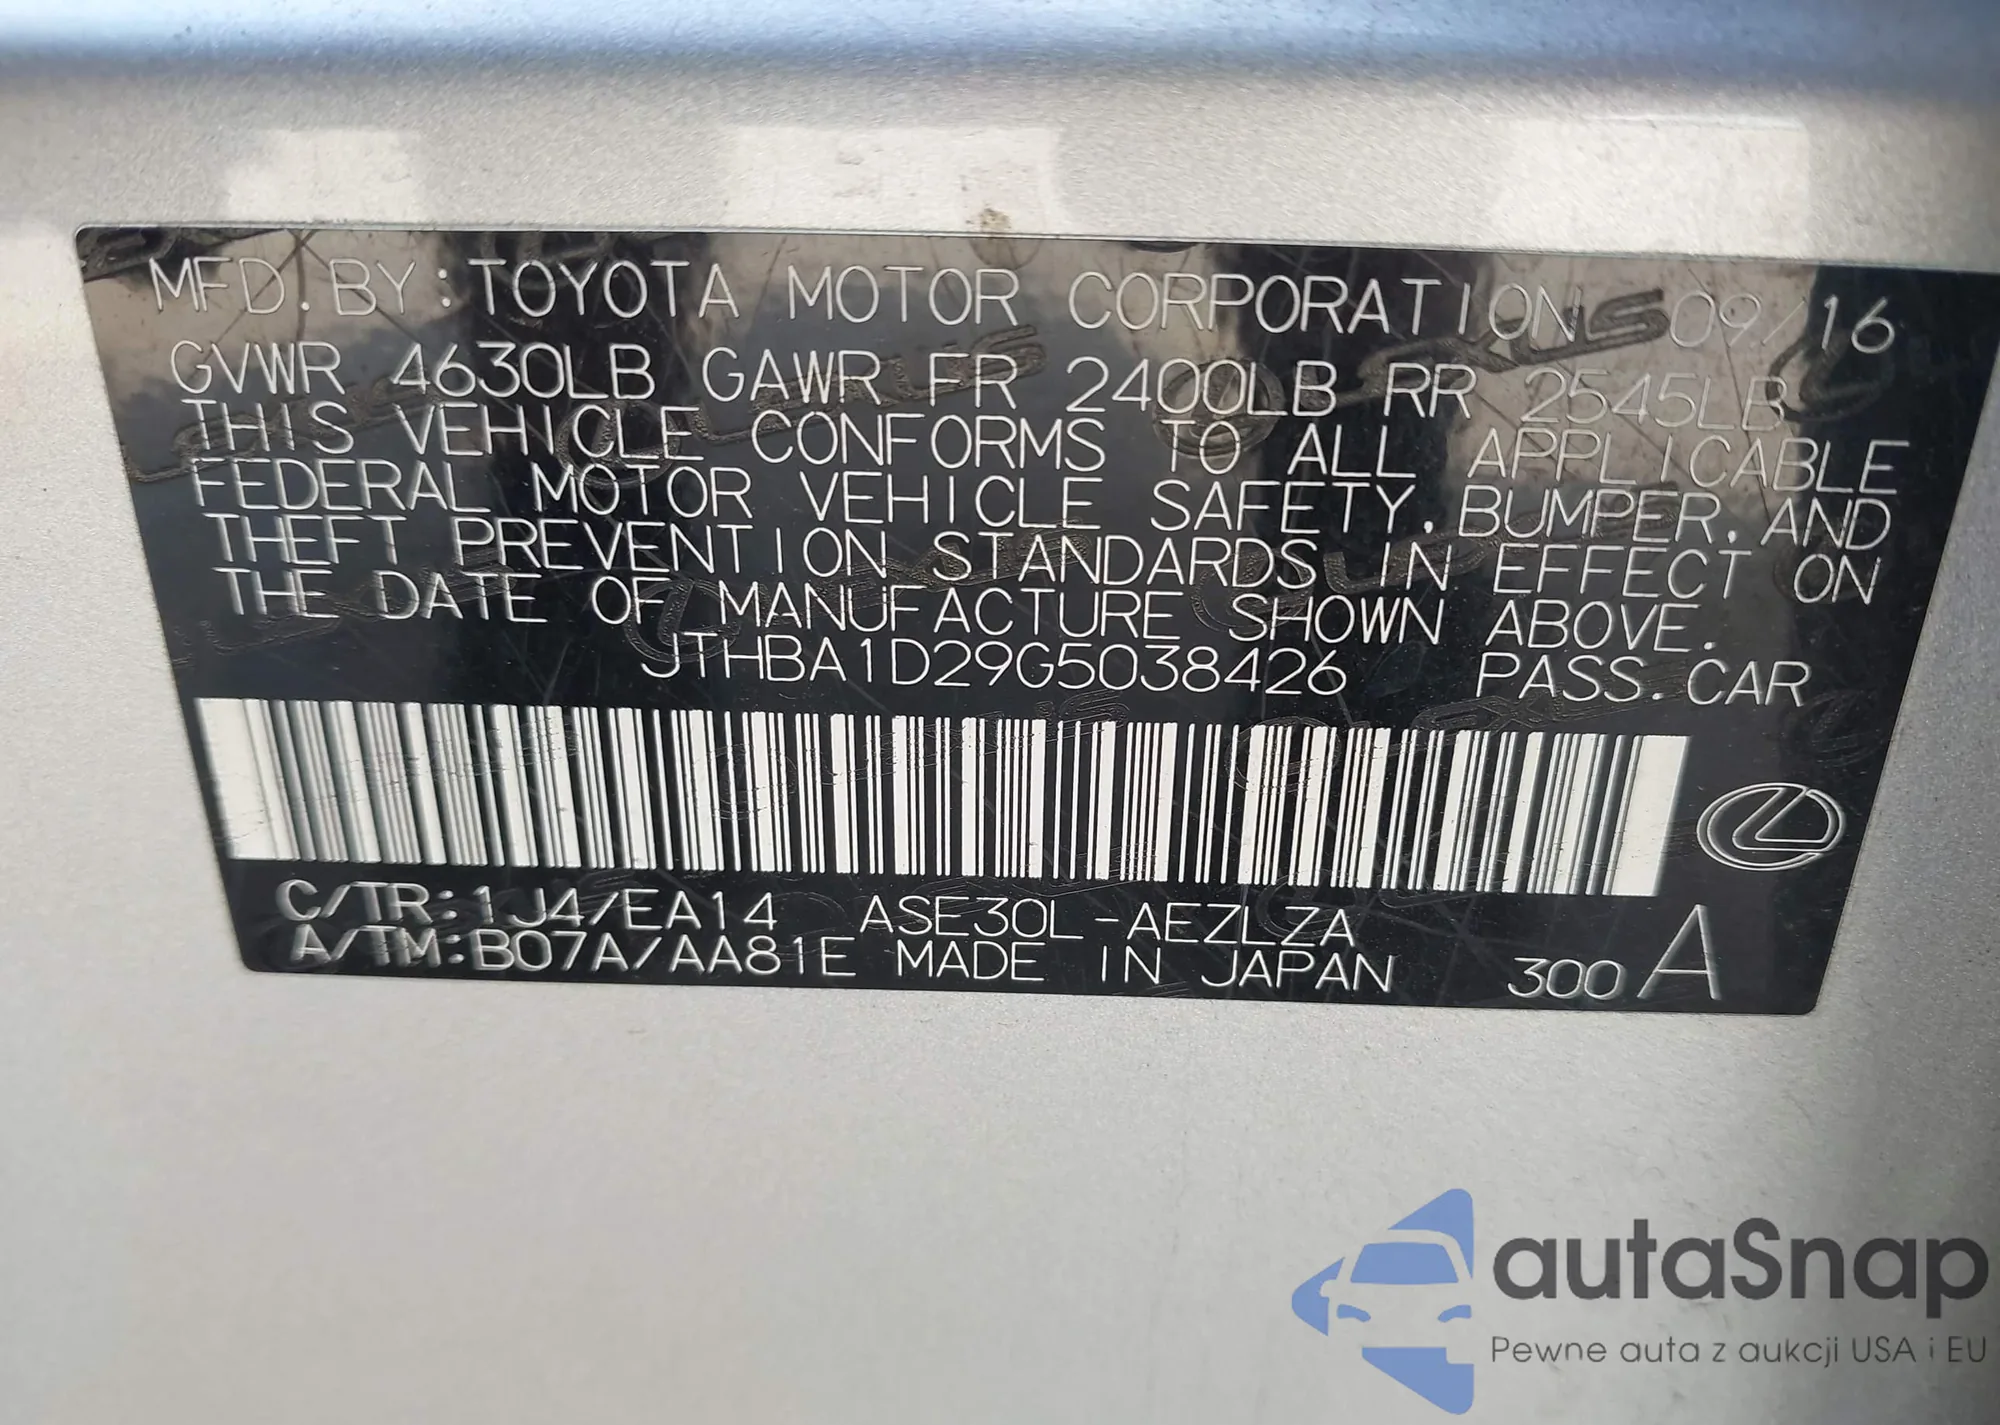 MFD. BY: TOYOTA MOTOR CORPORATION 09/16
GVWR 4630LB GAWR FR 2400LB RR 2545LB
THIS VEHICLE CONFORMS TO ALL APPLICABLE
FEDERAL MOTOR VEHICLE SAFETY, BUMPER, AND
THEFT PREVENTION STANDARDS IN EFFECT ON
THE DATE OF MANUFACTURE SHOWN ABOVE.
JTHBA1D29G5038426 PASS. CAR
C/TR: 1J4/EA14 ASE30L-AEZLZA
A/TM: B07A/AA81E MADE IN JAPAN 300 A
autaSnap
Pewne auta z aukcji USA i EU